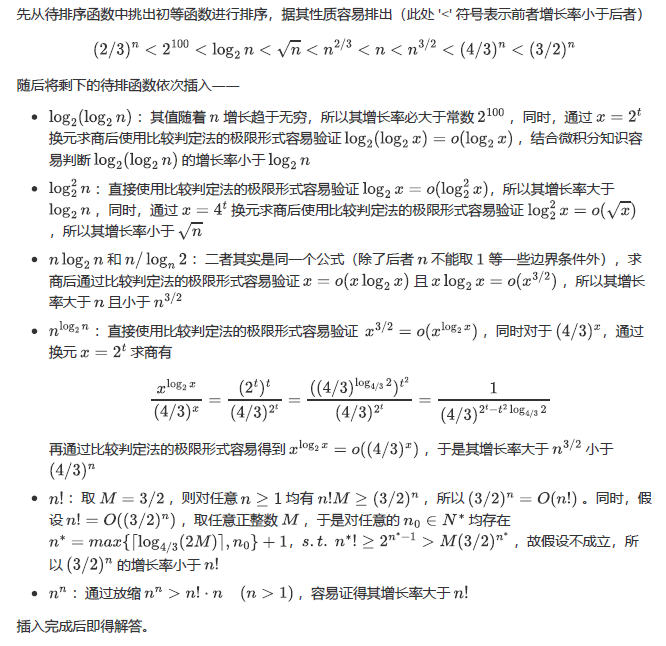 先从待排序函数中挑出初等函数进行排序，据其性质容易排出（此处 '<' 符号表示前者增长率小于后者）
(2/3)^n < 2^{100} < log_2 n < √n < n^{2/3} < n < n^{3/2} < (4/3)^n < (3/2)^n
随后将剩下的待排函数依次插入——
• log_2(log_2 n)：其值随着 n 增长趋于无穷，所以其增长率必大于常数 2^{100}，同时，通过 x = 2^t
换元求商后使用比较判定法的极限形式容易验证 log_2(log_2 x) = o(log_2 x)，结合微积分知识容
易判断 log_2(log_2 n) 的增长率小于 log_2 n
• log_2^2 n：直接使用比较判定法的极限形式容易验证 log_2 x = o(log_2^2 x)，所以其增长率大于
log_2 n，同时，通过 x = 4^t 换元求商后使用比较判定法的极限形式容易验证 log_2^2 x = o(√x)
，所以其增长率小于 √n
• n log_2 n 和 n/ log_n 2：二者其实是同一个公式（除了后者 n 不能取 1 等一些边界条件外），求
商后通过比较判定法的极限形式容易验证 x = o(x log_2 x) 且 x log_2 x = o(x^{3/2})，所以其增长
率大于 n 且小于 n^{3/2}
• n^{log_2 n}：直接使用比较判定法的极限形式容易验证 x^{3/2} = o(x^{log_2 x})，同时对于 (4/3)^x，通过
换元 x = 2^t 求商有
\frac{x^{log_2 x}}{(4/3)^x} = \frac{(2^t)^t}{(4/3)^{2^t}} = \frac{((4/3)^{log_{4/3} 2})^{t^2}}{(4/3)^{2^t}} = \frac{1}{(4/3)^{2^t-t^2 log_{4/3} 2}}
再通过比较判定法的极限形式容易得到 x^{log_2 x} = o((4/3)^x)，于是其增长率大于 n^{3/2} 小于
(4/3)^n
• n!：取 M = 3/2，则对任意 n ≥ 1 均有 n!M ≥ (3/2)^n，所以 (3/2)^n = O(n!)。同时，假
设 n! = O((3/2)^n)，取任意正整数 M，于是对任意的 n_0 ∈ N* 均存在
n* = max{⌈log_{4/3}(2M)⌉, n_0} + 1，s.t. n*! ≥ 2^{n*-1} > M(3/2)^{n*}，故假设不成立，所
以 (3/2)^n 的增长率小于 n!
• n^n：通过放缩 n^n > n! · n (n > 1)，容易证得其增长率大于 n!
插入完成后即得解答。